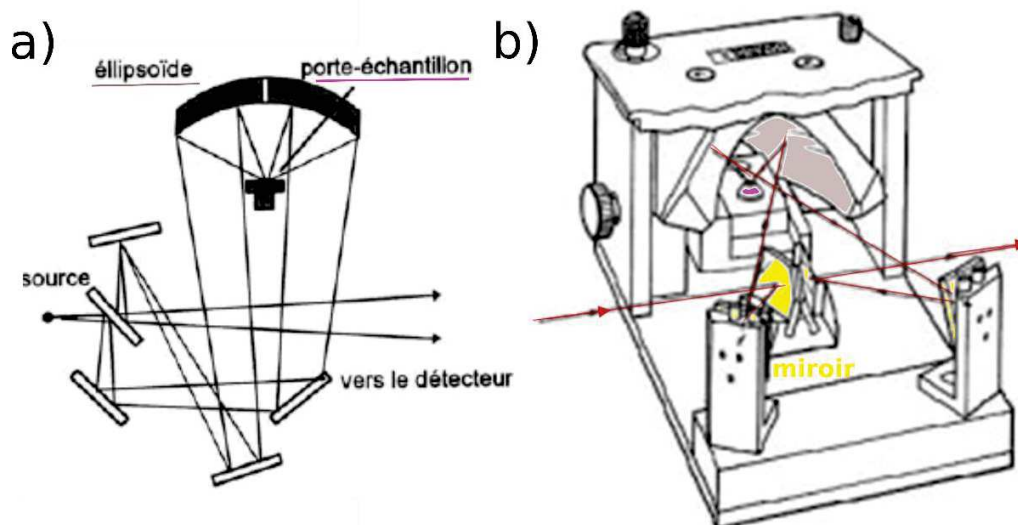 a)
éllipsoïde
porte-échantillon
source
vers le détecteur
b)
miroir